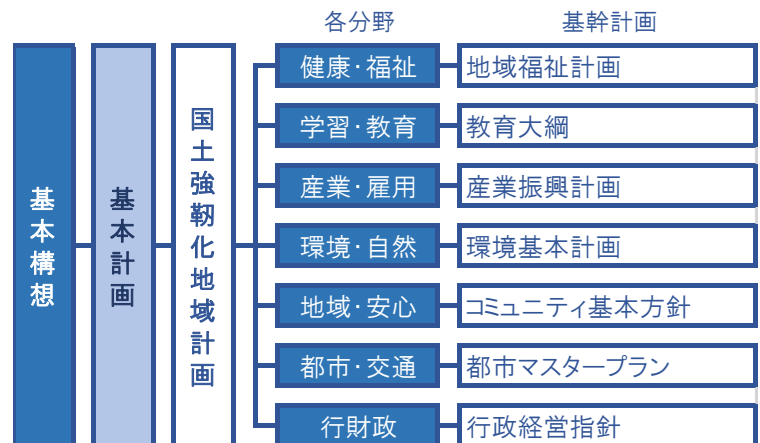 各分野 基幹計画
基本構想
基本計画
国土強靭化地域計画
健康・福祉 地域福祉計画
学習・教育 教育大綱
産業・雇用 産業振興計画
環境・自然 環境基本計画
地域・安心 コミュニティ基本方針
都市・交通 都市マスタープラン
行財政 行政経営指針